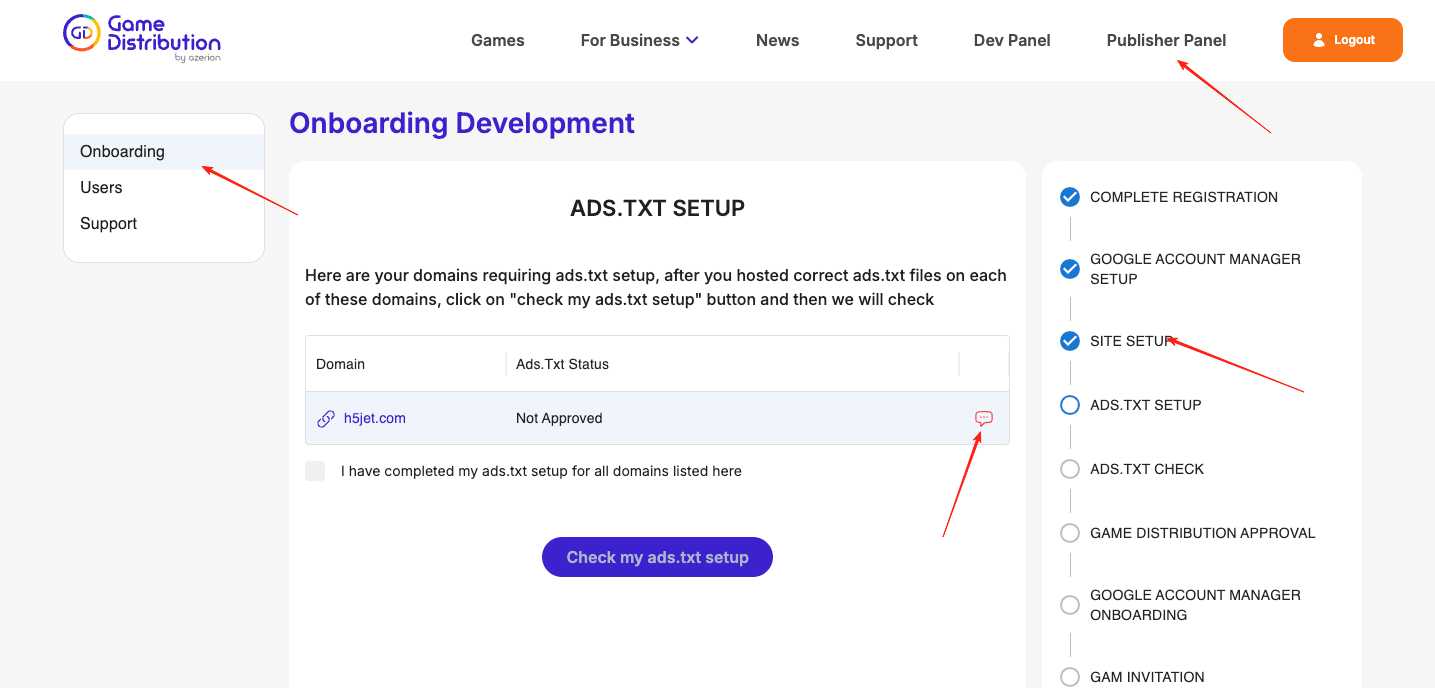 Game
Distribution
by azerion
Games
For Business
News
Support
Dev Panel
Publisher Panel
Logout
Onboarding
Users
Support
Onboarding Development
ADS.TXT SETUP
Here are your domains requiring ads.txt setup, after you hosted correct ads.txt files on each
of these domains, click on "check my ads.txt setup" button and then we will check
Domain
Ads.Txt Status
h5jet.com
Not Approved
I have completed my ads.txt setup for all domains listed here
Check my ads.txt setup
COMPLETE REGISTRATION
GOOGLE ACCOUNT MANAGER
SETUP
SITE SETUP
ADS.TXT SETUP
ADS.TXT CHECK
GAME DISTRIBUTION APPROVAL
GOOGLE ACCOUNT MANAGER
ONBOARDING
GAM INVITATION